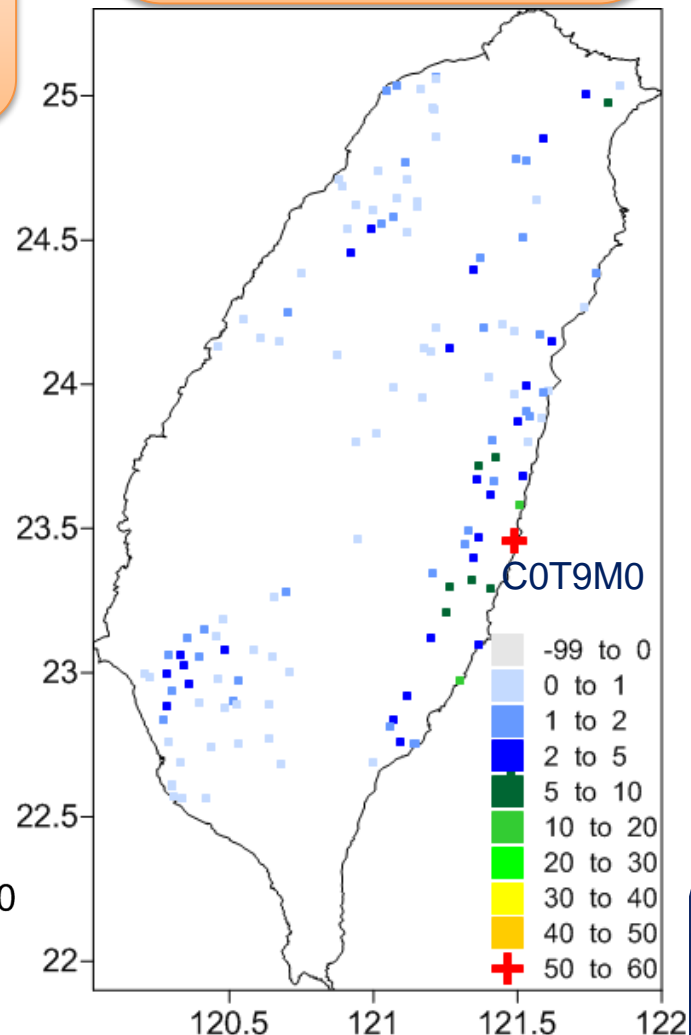 25
24.5
24
23.5
C0T9M0
23
-99 to 0
0 to 1
1 to 2
2 to 5
5 to 10
22.5
10 to 20
20 to 30
30 to 40
0
40 to 50
22
50 to 60
120.5 121 121.5 122